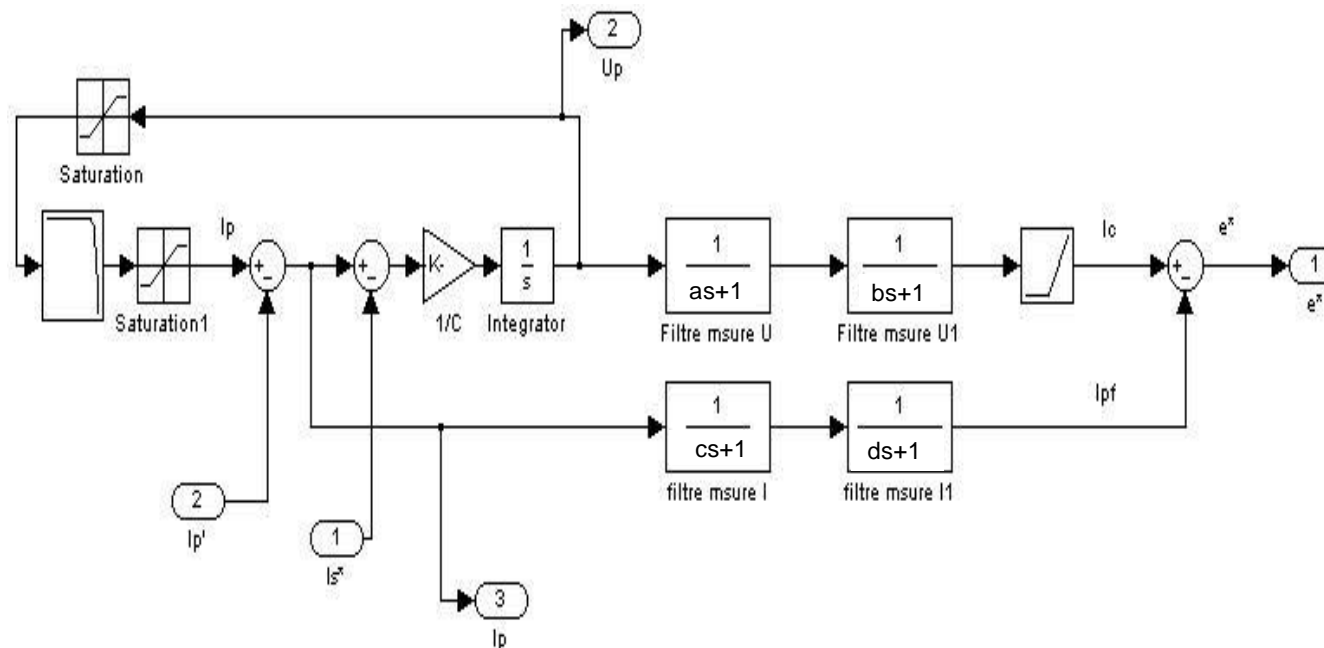 2
Up
Saturation
Ip
Saturation1
+
-
+
-
K-
1/C
1
s
Integrator
1
as+1
Filtre msure U
1
bs+1
Filtre msure U1
Ic
+
-
e*
1
e*
1
cs+1
filtre msure I
1
ds+1
filtre msure I1
Ipf
2
Ip'
1
Is*
3
Ip